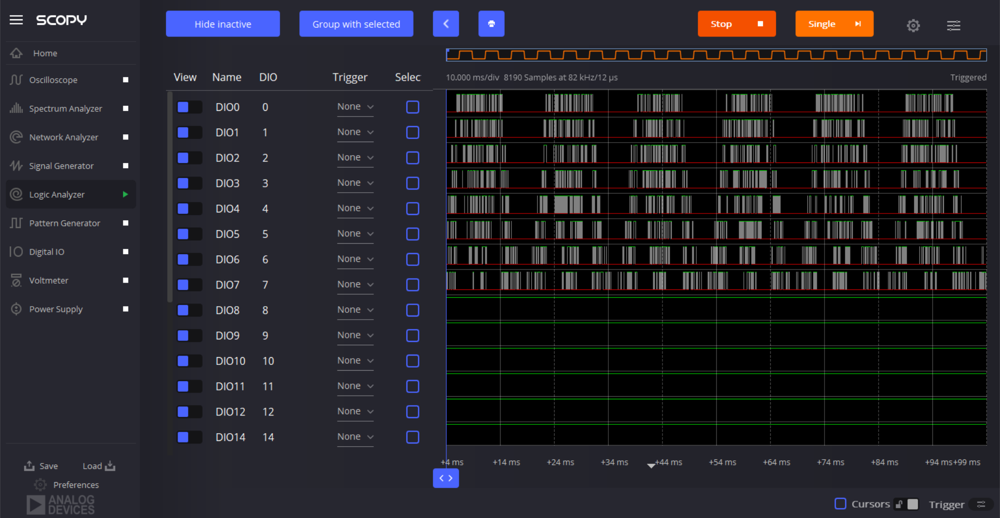 SCOPY
Hide inactive
Group with selected
Stop
Single
Home
Oscilloscope
Spectrum Analyzer
Network Analyzer
Signal Generator
Logic Analyzer
Pattern Generator
Digital IO
Voltmeter
Power Supply
Save
Load
Preferences
ANALOG
DEVICES
View Name DIO Trigger Selec
DIO0 0 None
DIO1 1 None
DIO2 2 None
DIO3 3 None
DIO4 4 None
DIO5 5 None
DIO6 6 None
DIO7 7 None
DIO8 8 None
DIO9 9 None
DIO10 10 None
DIO11 11 None
DIO12 12 None
DIO14 14 None
10.000 ms/div 8190 Samples at 82 kHz/12 µs
Triggered
+4 ms +14 ms +24 ms +34 ms +44 ms +54 ms +64 ms +74 ms +84 ms +94 ms+99 ms
Cursors
Trigger